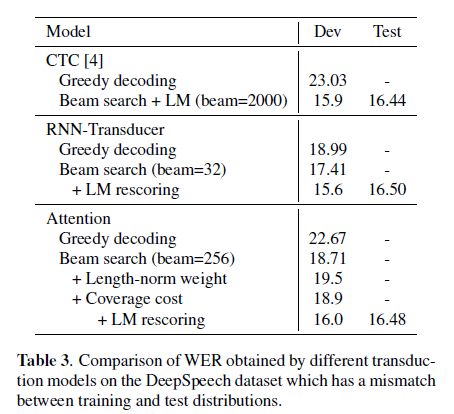 Model Dev Test
CTC [4]
Greedy decoding 23.03 -
Beam search + LM (beam=2000) 15.9 16.44
RNN-Transducer
Greedy decoding 18.99 -
Beam search (beam=32) 17.41 -
+ LM rescoring 15.6 16.50
Attention
Greedy decoding 22.67 -
Beam search (beam=256) 18.71 -
+ Length-norm weight 19.5 -
+ Coverage cost 18.9 -
+ LM rescoring 16.0 16.48
Table 3. Comparison of WER obtained by different transduc-
tion models on the DeepSpeech dataset which has a mismatch
between training and test distributions.